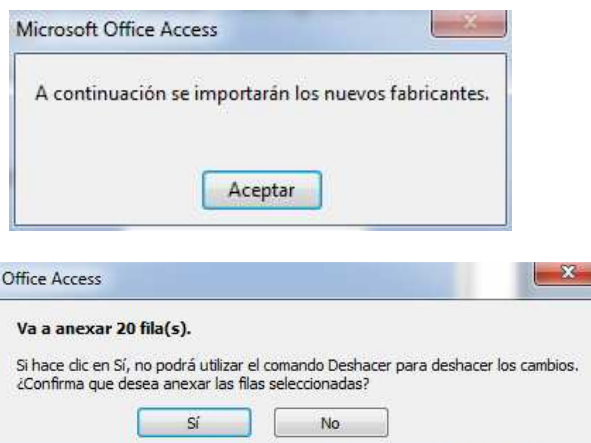 Microsoft Office Access
A continuación se importarán los nuevos fabricantes.
Aceptar
Office Access
Va a anexar 20 fila(s).
Si hace clic en Sí, no podrá utilizar el comando Deshacer para deshacer los cambios.
¿Confirma que desea anexar las filas seleccionadas?
Sí No